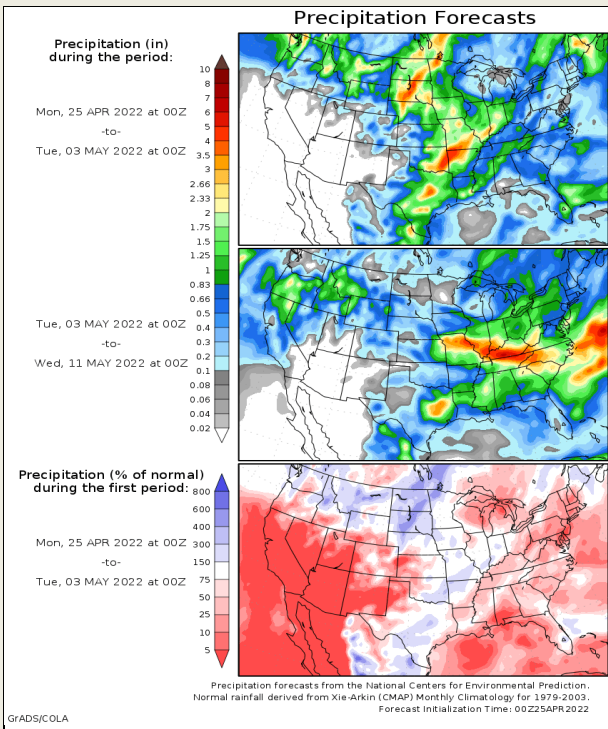 Precipitation Forecasts
Precipitation (in)
during the period:
Mon, 25 APR 2022 at 00Z
-to-
Tue, 03 MAY 2022 at 00Z
10
8
7
6
5
4
3.5
3
2.66
2.33
2
1.75
1.5
1.25
1
0.83
0.66
0.5
0.4
0.3
0.2
0.1
0.08
0.06
0.04
0.02
Tue, 03 MAY 2022 at 00Z
-to-
Wed, 11 MAY 2022 at 00Z
Precipitation (% of normal)
during the first period:
Mon, 25 APR 2022 at 00Z
-to-
Tue, 03 MAY 2022 at 00Z
800
600
400
300
150
75
50
25
10
5
Precipitation forecasts from the National Centers for Environmental Prediction.
Normal rainfall derived from Xie-Arkin (CMAP) Monthly Climatology for 1979-2003.
Forecast Initialization Time: 00Z25APR2022
GrADS/COLA